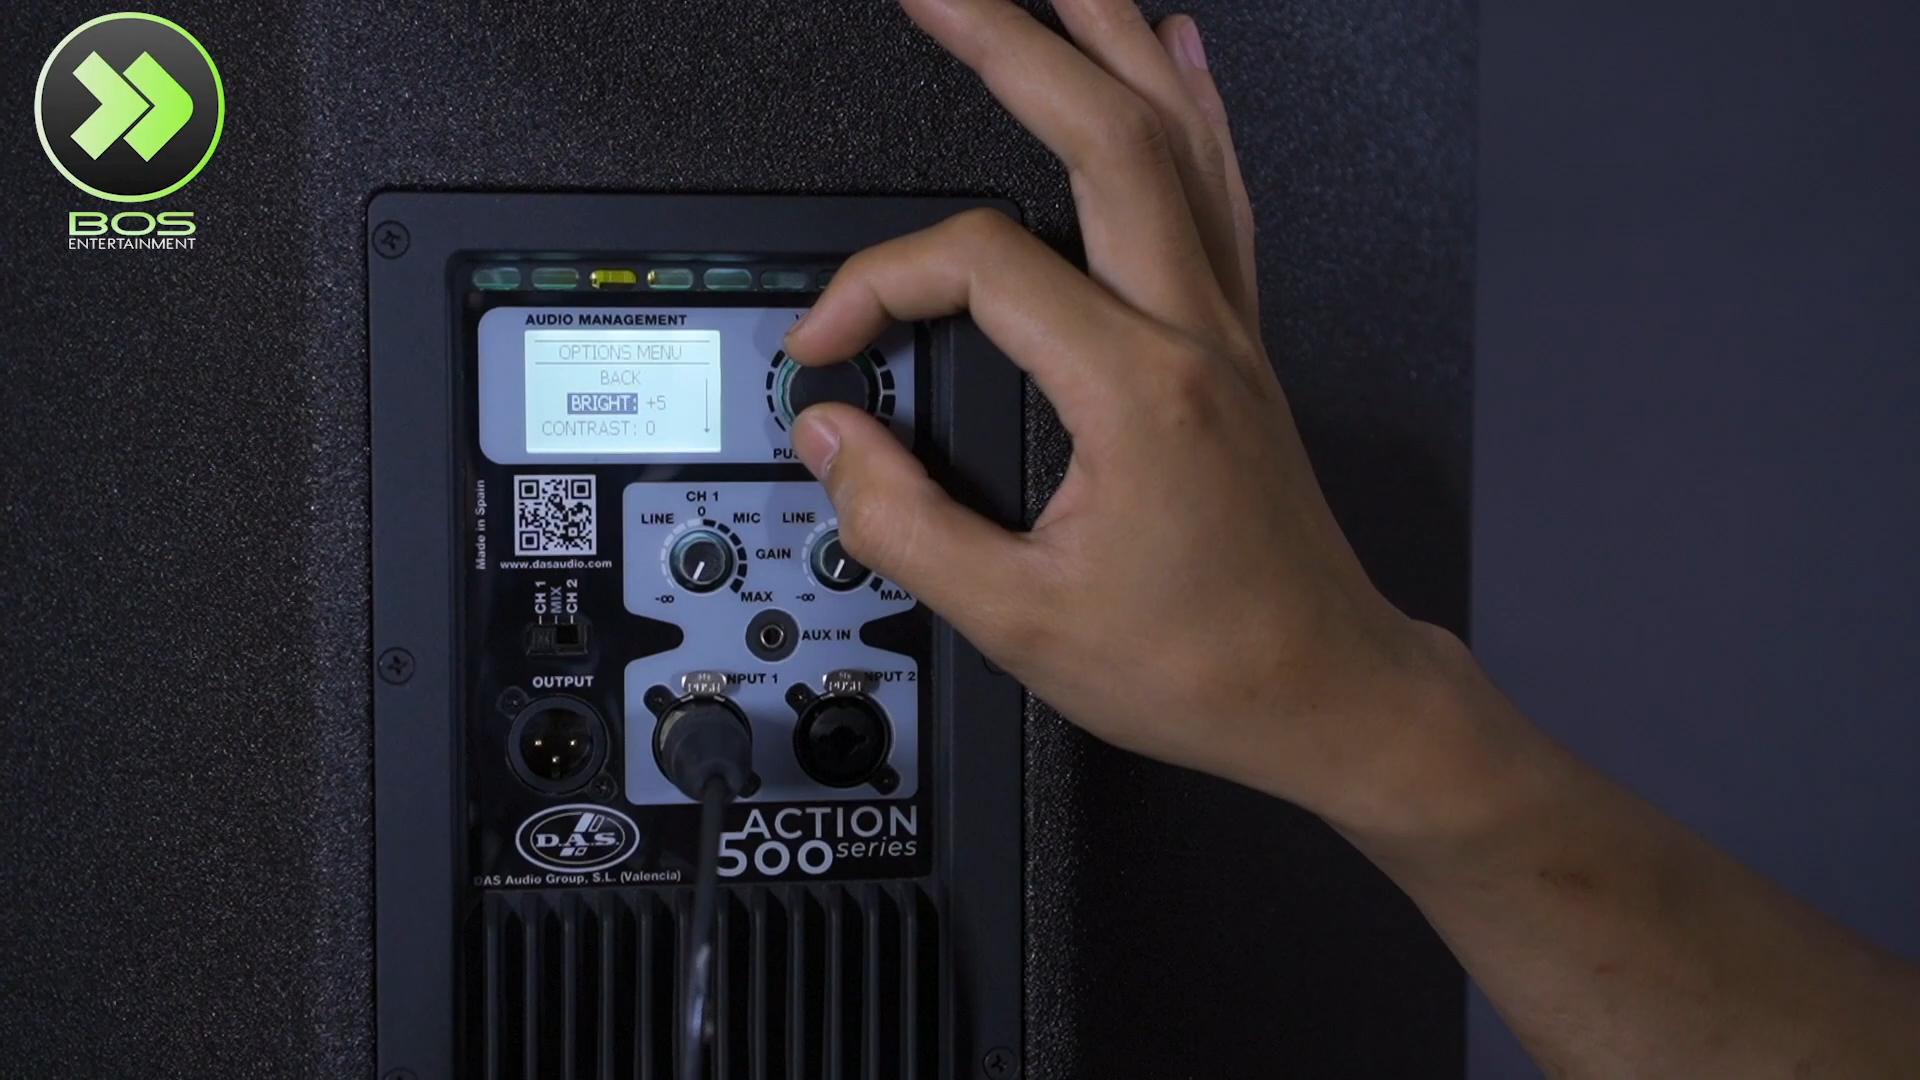 BOS
ENTERTAINMENT
AUDIO MANAGEMENT
OPTIONS MENU
BACK
BRIGHT: +5
CONTRAST: 0
Made in Spain
www.dasaudio.com
CH 1
MIX
CH 2
OUTPUT
CH 1
0
LINE MIC LINE
GAIN
-∞ MAX -∞ MAX
AUX IN
INPUT 1
PUSH
INPUT 2
PUSH
D.A.S.
ACTION
500 series
DAS Audio Group, S.L. (Valencia)